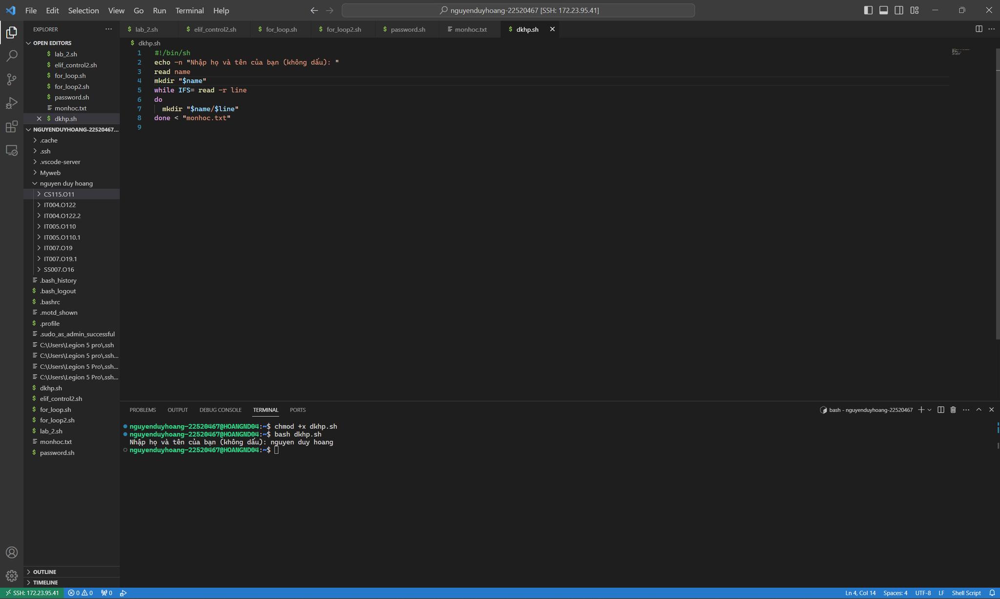 File Edit Selection View Go Run Terminal Help
nguyenduyhoang-22520467 [SSH: 172.23.95.41]
EXPLORER
OPEN EDITORS
$ lab_2.sh
$ elif_control2.sh
$ for_loop.sh
$ for_loop2.sh
$ password.sh
monhoc.txt
$ dkhp.sh
NGUYENDUYHOANG-22520467...
.cache
.ssh
.vscode-server
Myweb
nguyen duy hoang
CS115.O11
IT004.O122
IT004.O122.2
IT005.O110
IT005.O110.1
IT007.O19
IT007.O19.1
SS007.O16
.bash_history
$ .bash_logout
$ .bashrc
.motd_shown
$ .profile
.sudo_as_admin_successful
C:\Users\Legion 5 pro\.ssh
C:\Users\Legion 5 pro\.ssh...
C:\Users\Legion 5 Pro\.ssh...
C:\Users\Legion 5 Pro\.ssh...
$ dkhp.sh
$ elif_control2.sh
$ for_loop.sh
$ for_loop2.sh
$ lab_2.sh
monhoc.txt
$ password.sh
OUTLINE
TIMELINE
$ lab_2.sh $ elif_control2.sh $ for_loop.sh $ for_loop2.sh $ password.sh monhoc.txt $ dkhp.sh
$ dkhp.sh
1 #!/bin/sh
2 echo -n "Nhập họ và tên của bạn (không dấu): "
3 read name
4 mkdir "$name"
5 while IFS= read -r line
6 do
7 mkdir "$name/$line"
8 done < "monhoc.txt"
9
PROBLEMS OUTPUT DEBUG CONSOLE TERMINAL PORTS
bash - nguyenduyhoang-22520467
nguyenduyhoang-22520467@HOANGND04:~$ chmod +x dkhp.sh
nguyenduyhoang-22520467@HOANGND04:~$ bash dkhp.sh
Nhập họ và tên của bạn (không dấu): nguyen duy hoang
nguyenduyhoang-22520467@HOANGND04:~$
SSH: 172.23.95.41 0 0 0
Ln 4, Col 14 Spaces: 4 UTF-8 LF Shell Script